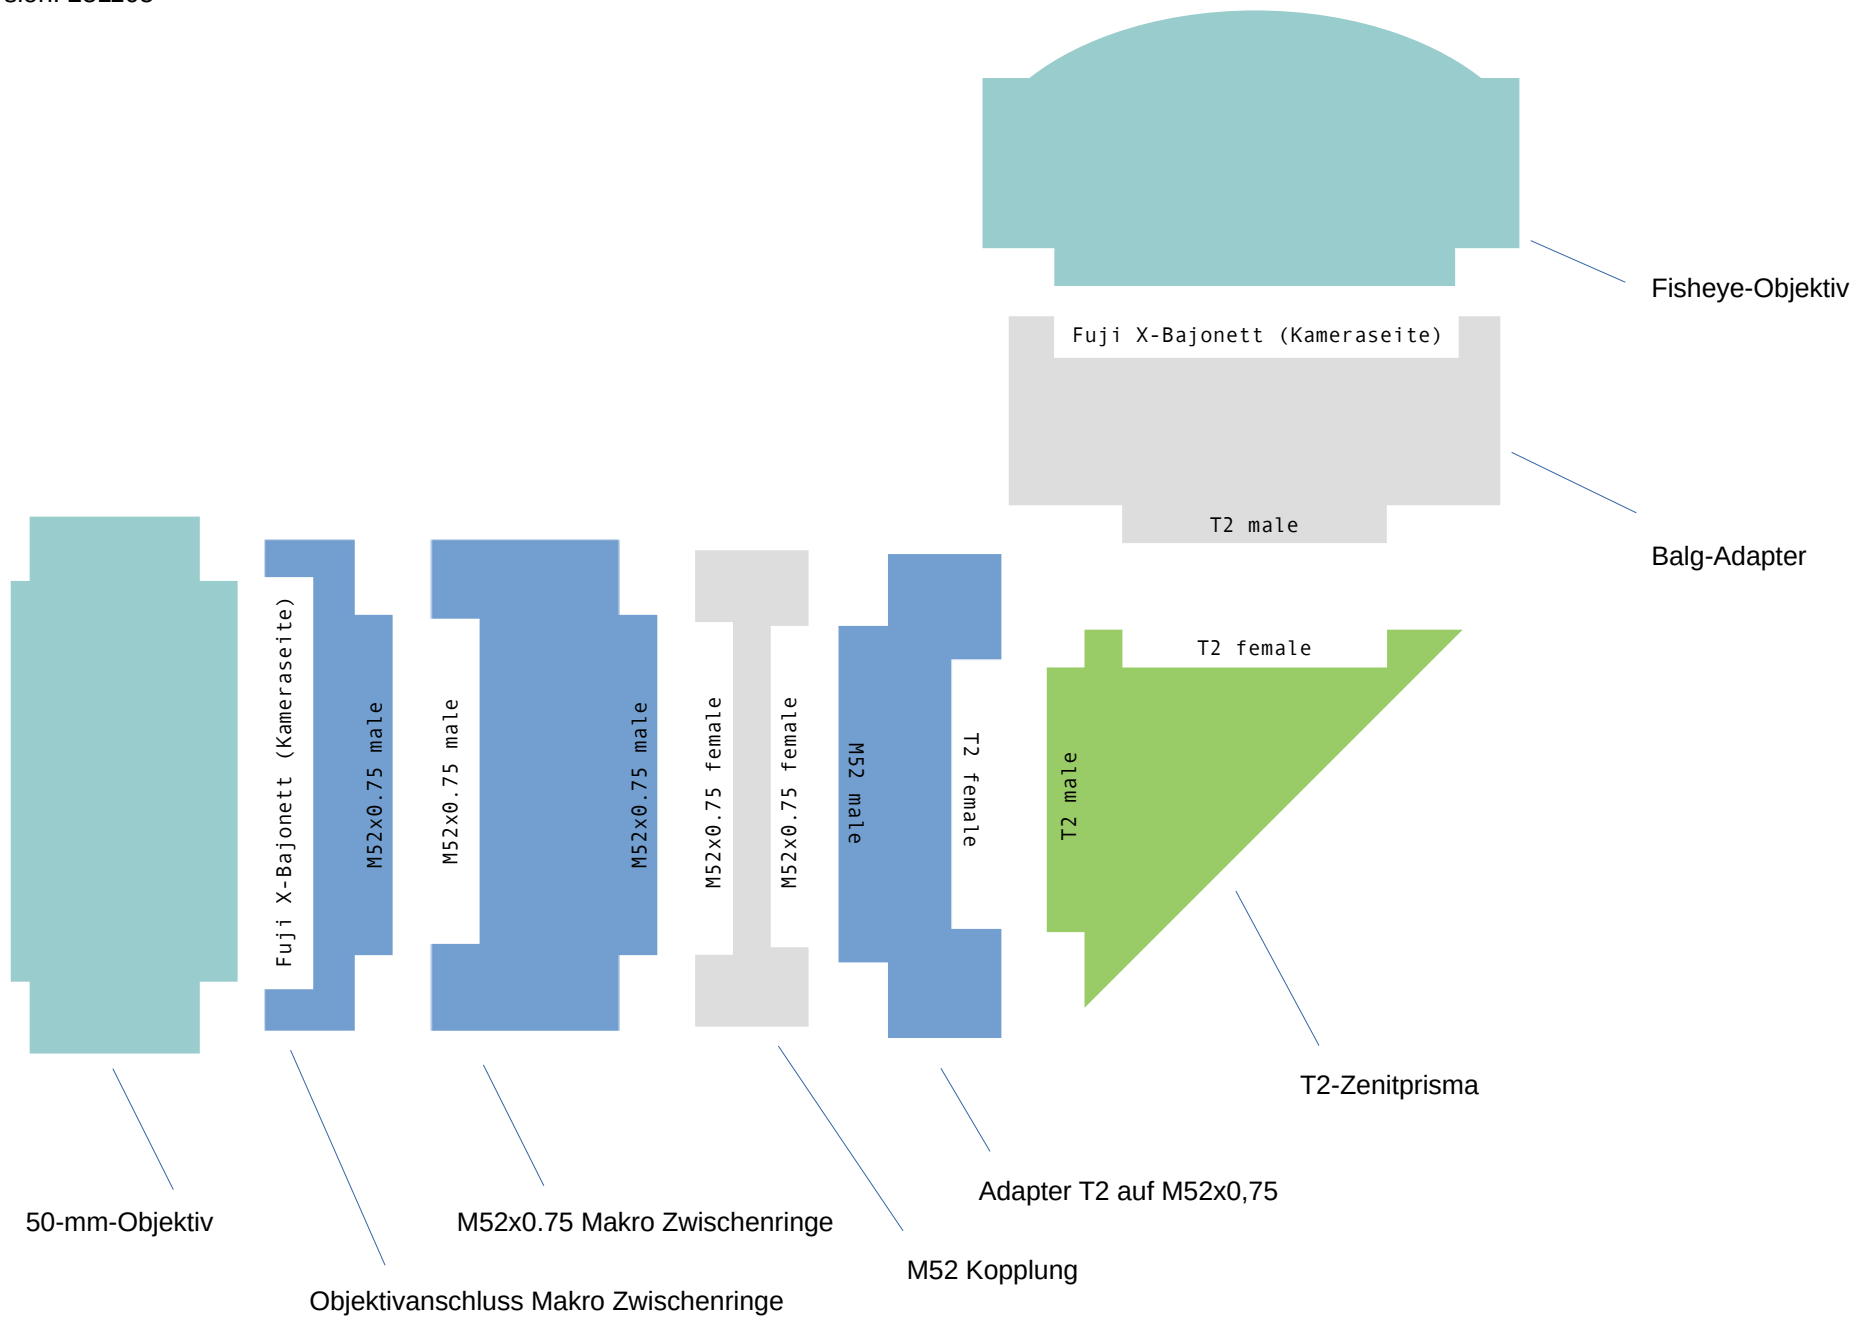 Fisheye-Objektiv
Fuji X-Bajonett (Kameraseite)
T2 male
Balg-Adapter
T2 female
Fuji X-Bajonett (Kameraseite)
M52x0.75 male
M52x0.75 male
M52x0.75 male
M52x0.75 female
M52x0.75 female
M52 male
T2 female
T2 male
T2-Zenitprisma
Adapter T2 auf M52x0,75
50-mm-Objektiv
M52x0.75 Makro Zwischenringe
M52 Kopplung
Objektivanschluss Makro Zwischenringe